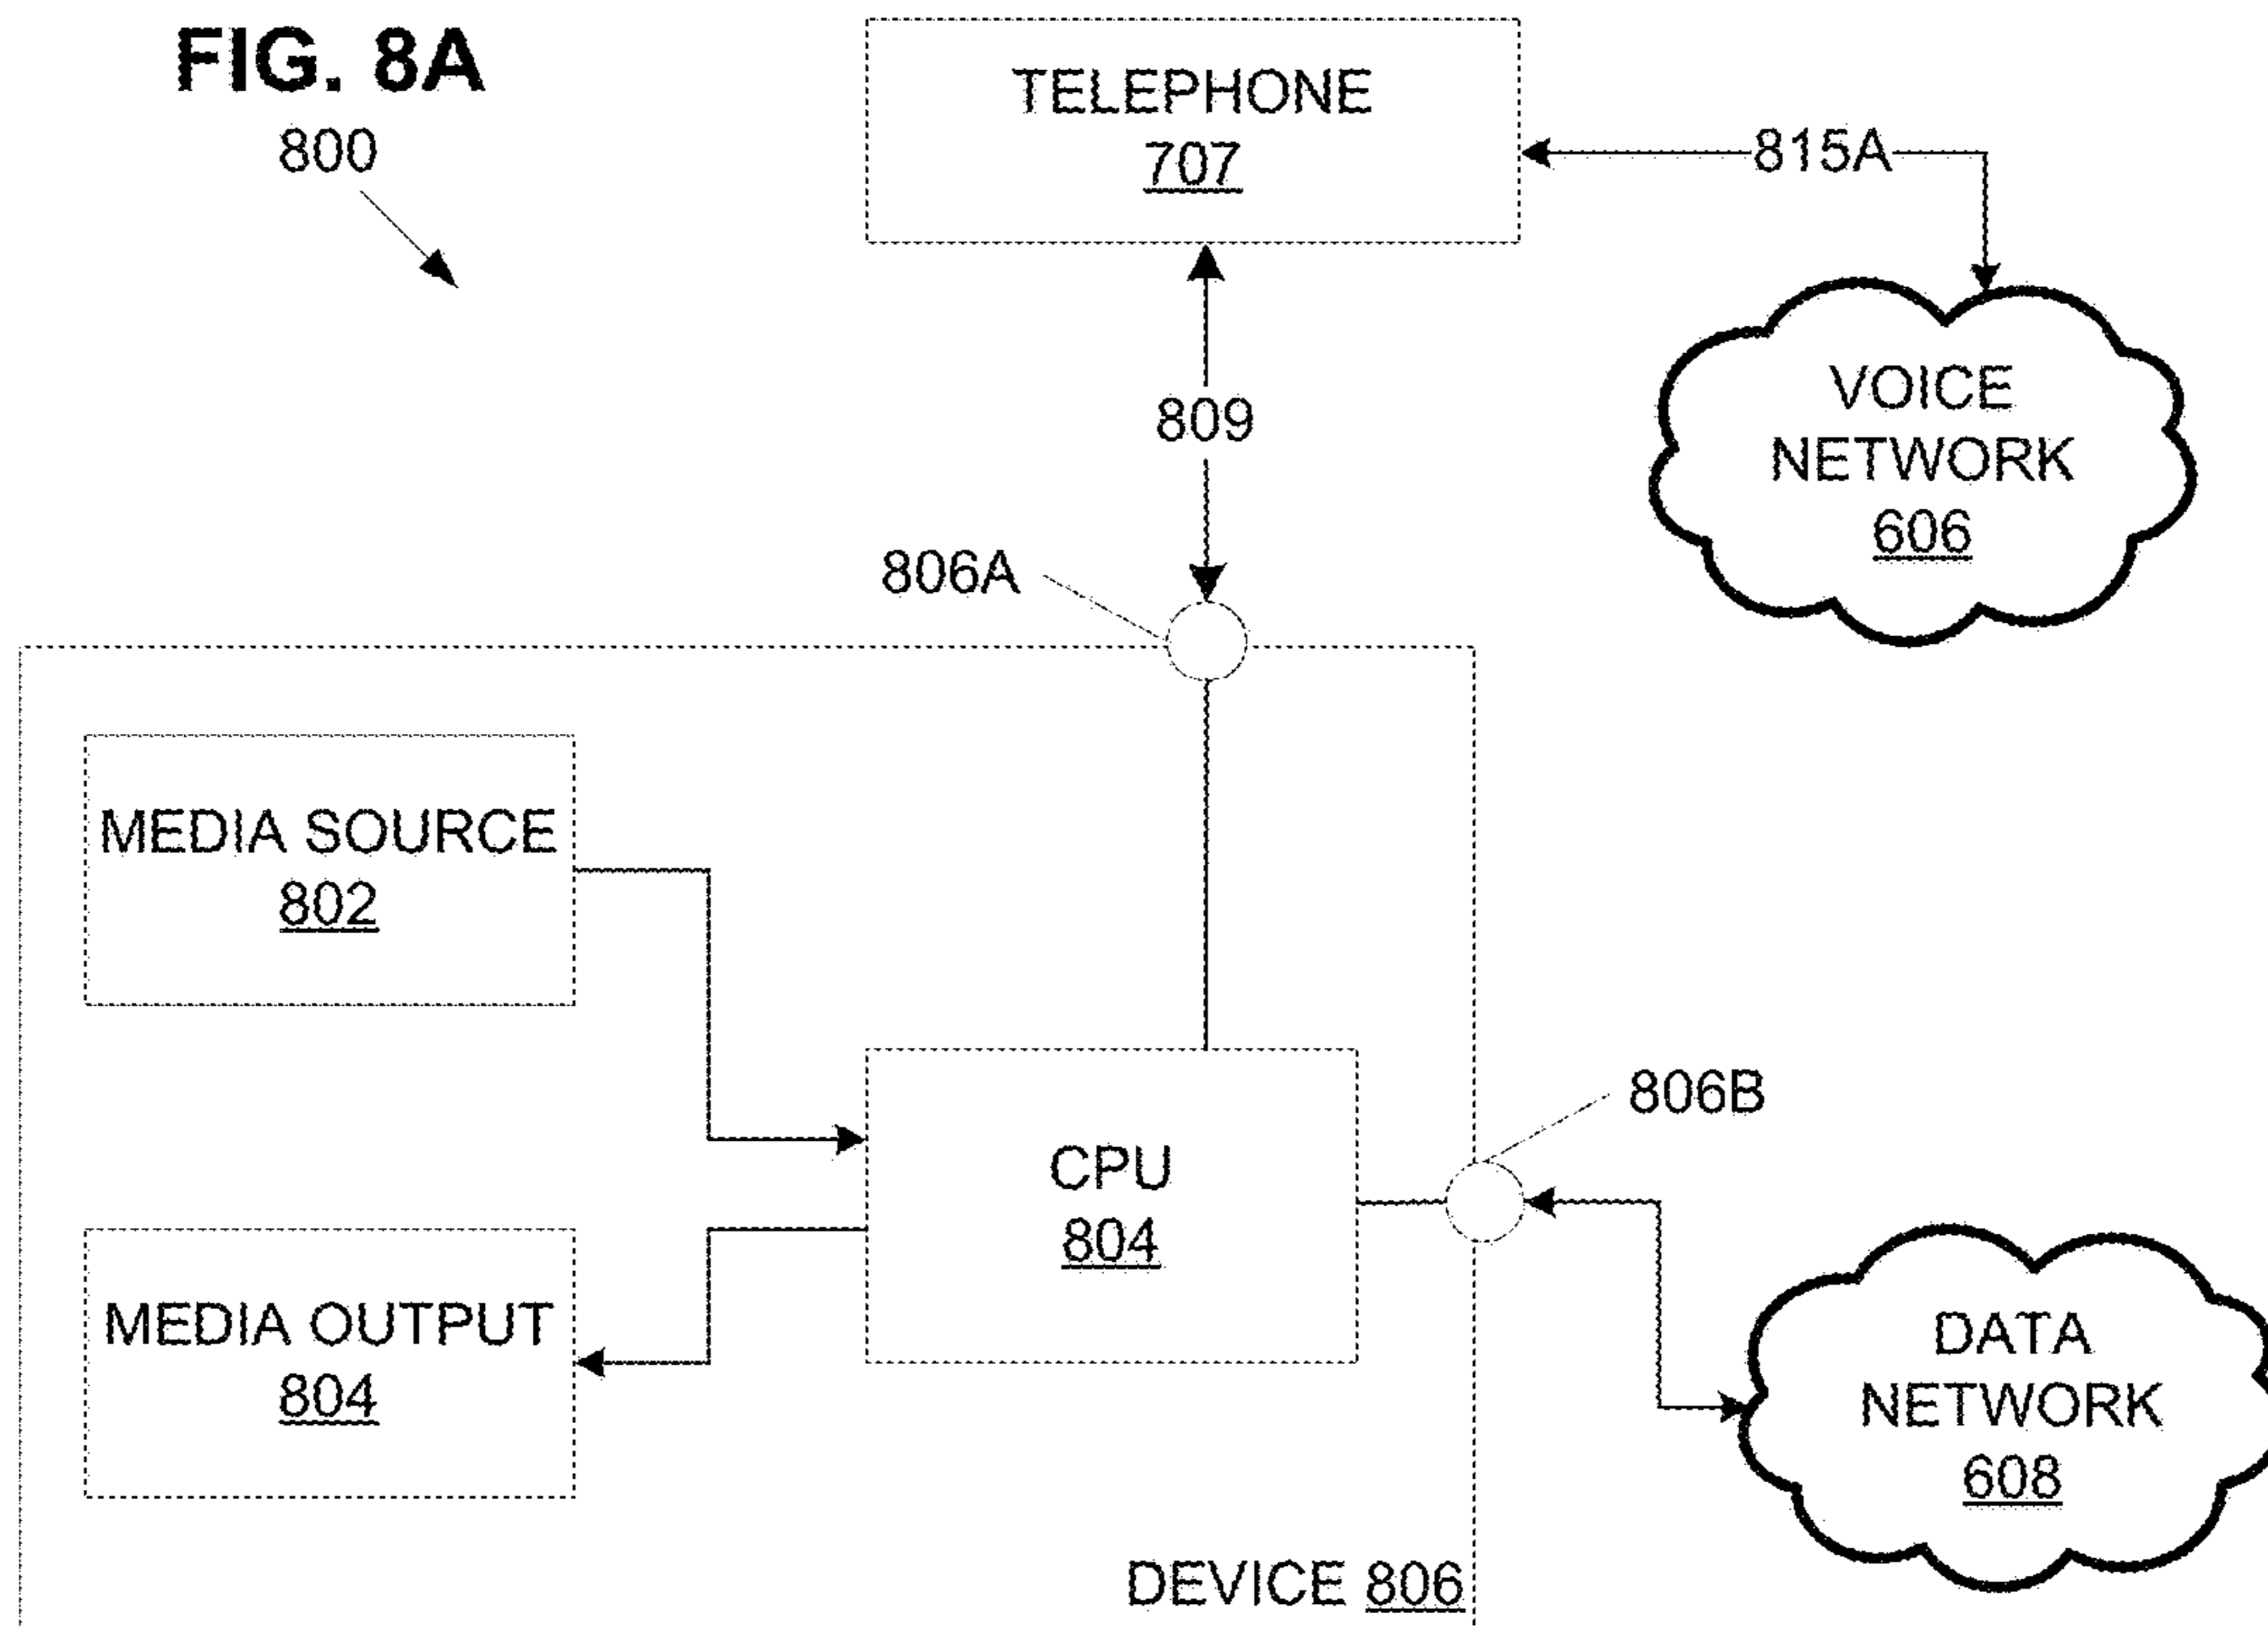 FIG. 8A
800
TELEPHONE
707
815A
VOICE
NETWORK
606
809
806A
MEDIA SOURCE
802
CPU
804
806B
MEDIA OUTPUT
804
DATA
NETWORK
608
DEVICE 806